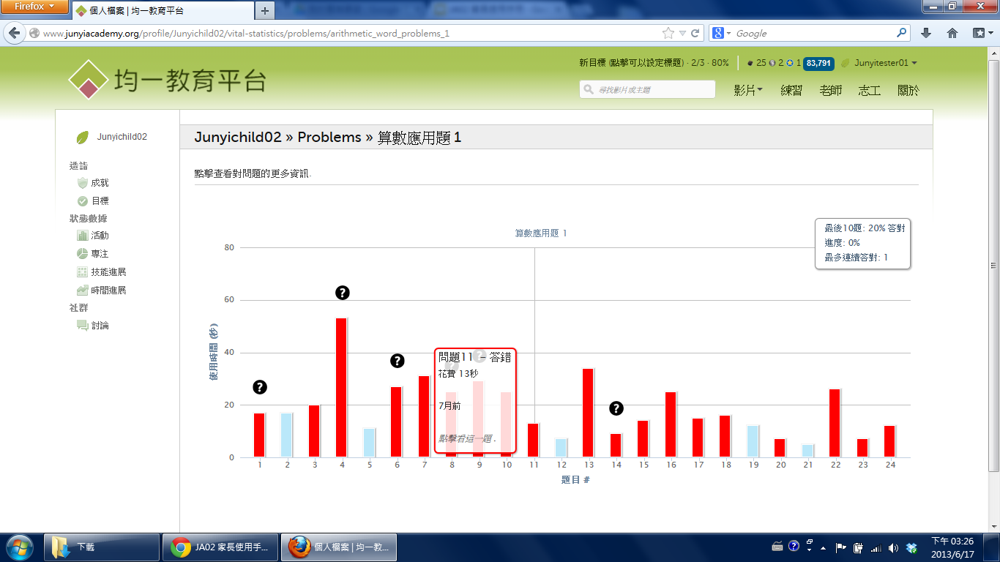 Firefox
個人檔案 | 均一教育平台
www.junyiacademy.org/profile/Junyichild02/vital-statistics/problems/arithmetic_word_problems_1
Google
均一教育平台
新目標 (點擊可以設定標題) · 2/3 · 80%
25 2 1 83,791 Junyitester01
尋找影片或主題
影片 練習 老師 志工 關於
Junyichild02
造詣
成就
目標
狀態數據
活動
專注
技能進展
時間進展
社群
討論
Junyichild02 » Problems » 算數應用題 1
點擊查看對問題的更多資訊.
算數應用題 1
最後10題: 20% 答對
進度: 0%
最多連續答對: 1
使用時間 (秒)
80
60
40
20
0
? ? ? ?
問題11 – 答錯
花費 13秒
7月前
點擊看這一題 .
1 2 3 4 5 6 7 8 9 10 11 12 13 14 15 16 17 18 19 20 21 22 23 24
題目 #
下載
JA02 家長使用手...
個人檔案 | 均一教...
下午 03:26
2013/6/17